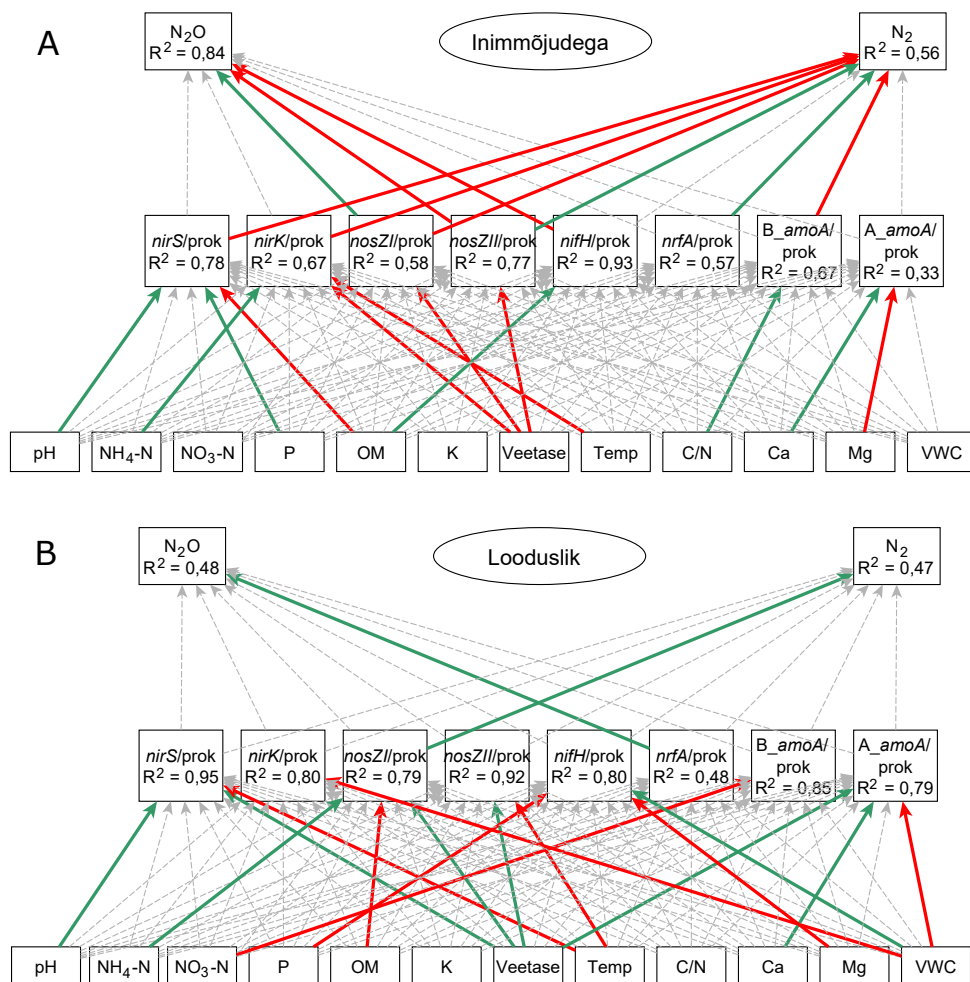 A
N₂O
R² = 0,84
Inimmõjudega
N₂
R² = 0,56
nirS/prok
R² = 0,78
nirK/prok
R² = 0,67
nosZI/prok
R² = 0,58
nosZII/prok
R² = 0,77
nifH/prok
R² = 0,93
nrfA/prok
R² = 0,57
B_amoA/
prok
R² = 0,67
A_amoA/
prok
R² = 0,33
pH
NH₄-N
NO₃-N
P
OM
K
Veetase
Temp
C/N
Ca
Mg
VWC
B
N₂O
R² = 0,48
Looduslik
N₂
R² = 0,47
nirS/prok
R² = 0,95
nirK/prok
R² = 0,80
nosZI/prok
R² = 0,79
nosZII/prok
R² = 0,92
nifH/prok
R² = 0,80
nrfA/prok
R² = 0,48
B_amoA/
prok
R² = 0,85
A_amoA/
prok
R² = 0,79
pH
NH₄-N
NO₃-N
P
OM
K
Veetase
Temp
C/N
Ca
Mg
VWC